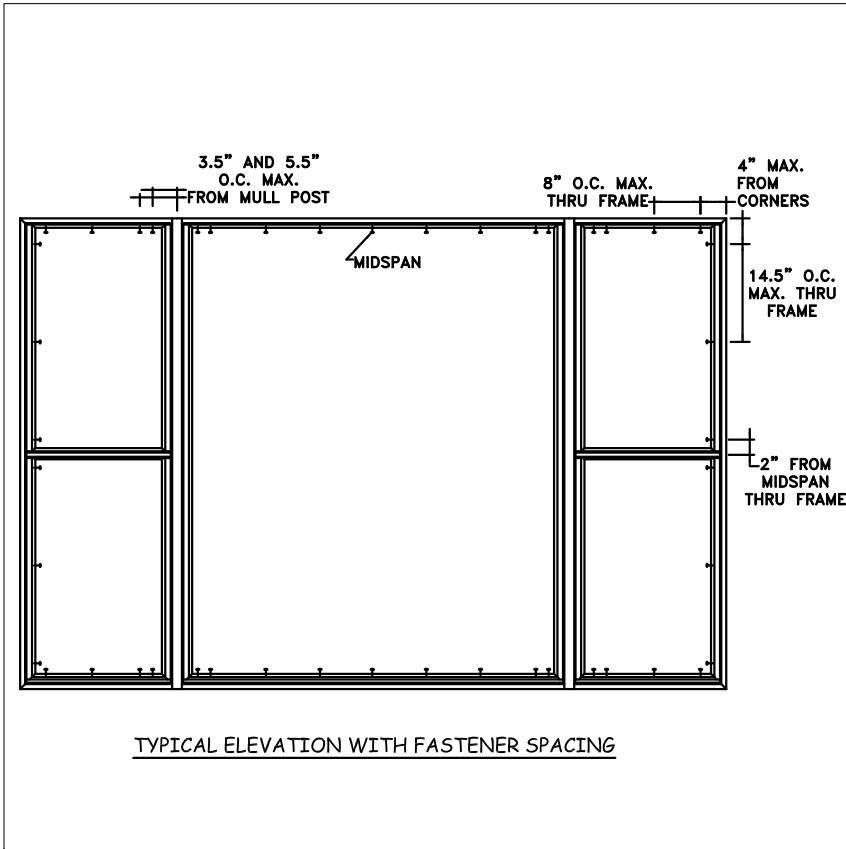 3.5” AND 5.5”
O.C. MAX.
FROM MULL POST
8” O.C. MAX.
THRU FRAME
4” MAX.
FROM
CORNERS
MIDSPAN
14.5” O.C.
MAX. THRU
FRAME
2” FROM
MIDSPAN
THRU FRAME
TYPICAL ELEVATION WITH FASTENER SPACING